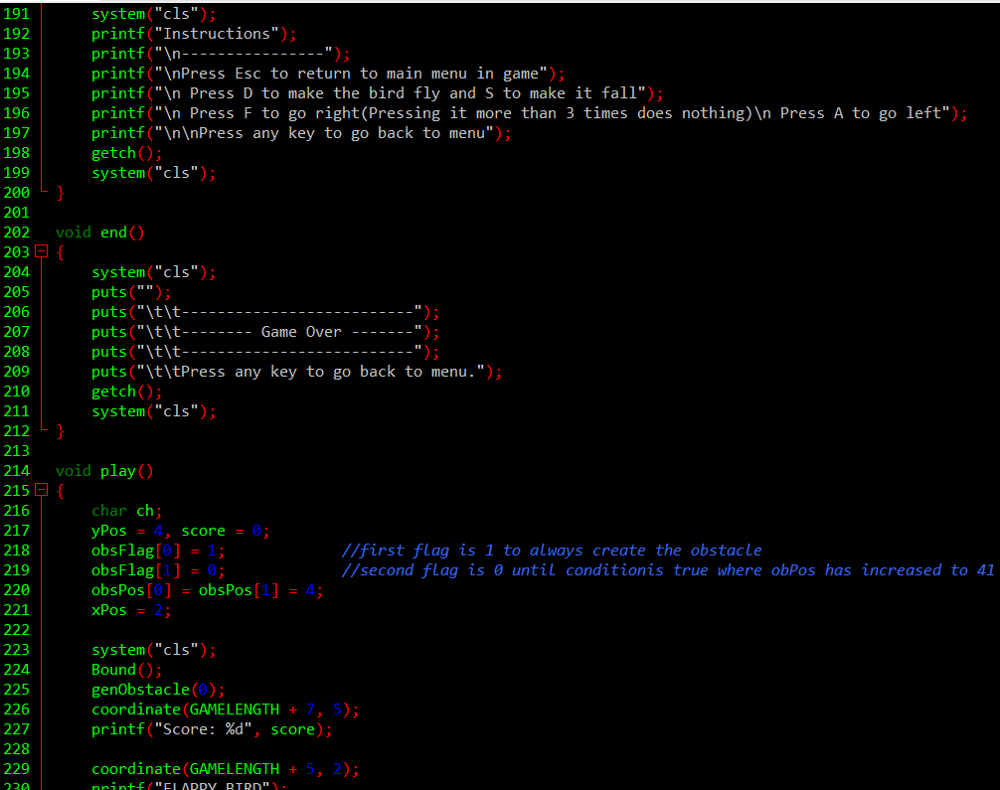 191 system("cls");
192 printf("Instructions");
193 printf("\n----------------");
194 printf("\nPress Esc to return to main menu in game");
195 printf("\n Press D to make the bird fly and S to make it fall");
196 printf("\n Press F to go right(Pressing it more than 3 times does nothing)\n Press A to go left");
197 printf("\n\nPress any key to go back to menu");
198 getch();
199 system("cls");
200 }
201
202 void end()
203 {
204 system("cls");
205 puts("");
206 puts("\t\t--------------------------");
207 puts("\t\t-------- Game Over -------");
208 puts("\t\t--------------------------");
209 puts("\t\tPress any key to go back to menu.");
210 getch();
211 system("cls");
212 }
213
214 void play()
215 {
216 char ch;
217 yPos = 4, score = 0;
218 obsFlag[0] = 1; //first flag is 1 to always create the obstacle
219 obsFlag[1] = 0; //second flag is 0 until conditionis true where obPos has increased to 41
220 obsPos[0] = obsPos[1] = 4;
221 xPos = 2;
222
223 system("cls");
224 Bound();
225 genObstacle(0);
226 coordinate(GAMELENGTH + 7, 5);
227 printf("Score: %d", score);
228
229 coordinate(GAMELENGTH + 5, 2);
230 printf("FLAPPY BIRD");